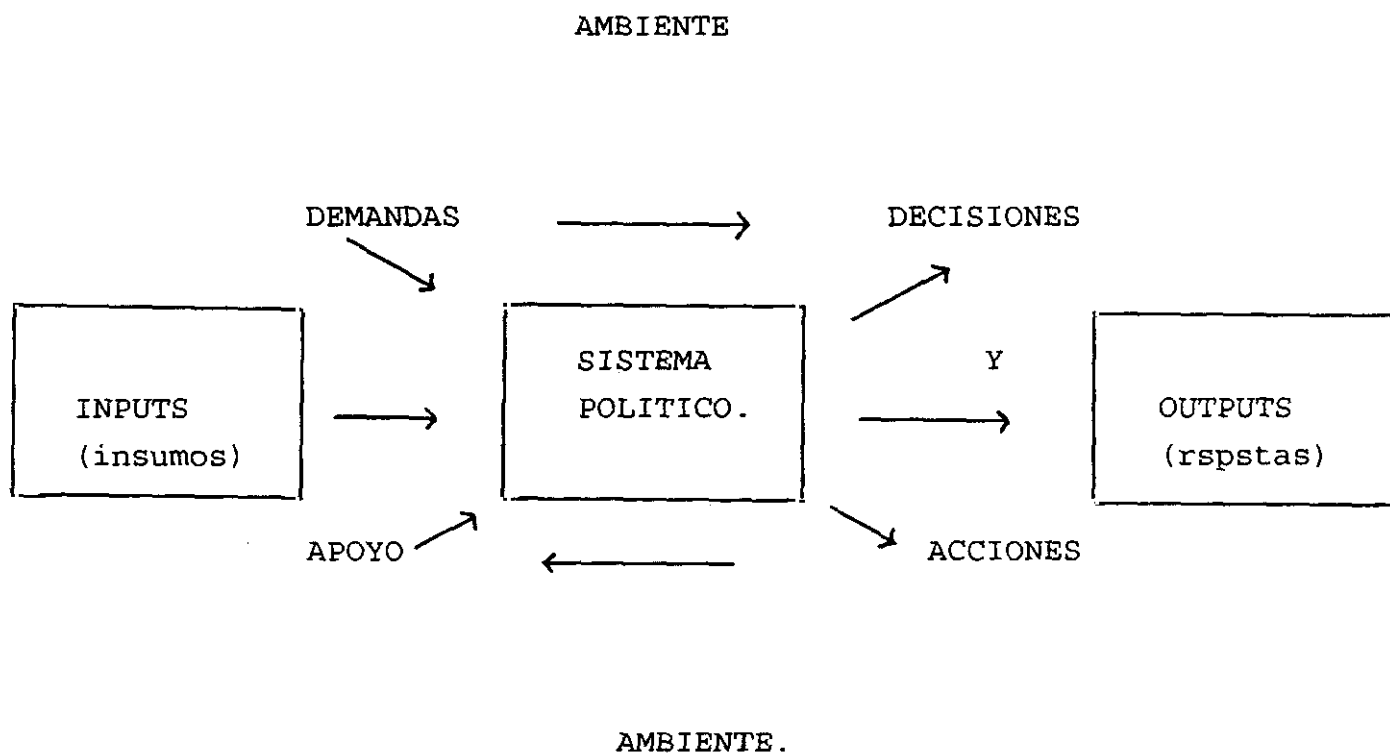 AMBIENTE
DEMANDAS
DECISIONES
INPUTS
(insumos)
SISTEMA
POLITICO.
Y
OUTPUTS
(rspstas)
APOYO
ACCIONES
AMBIENTE.